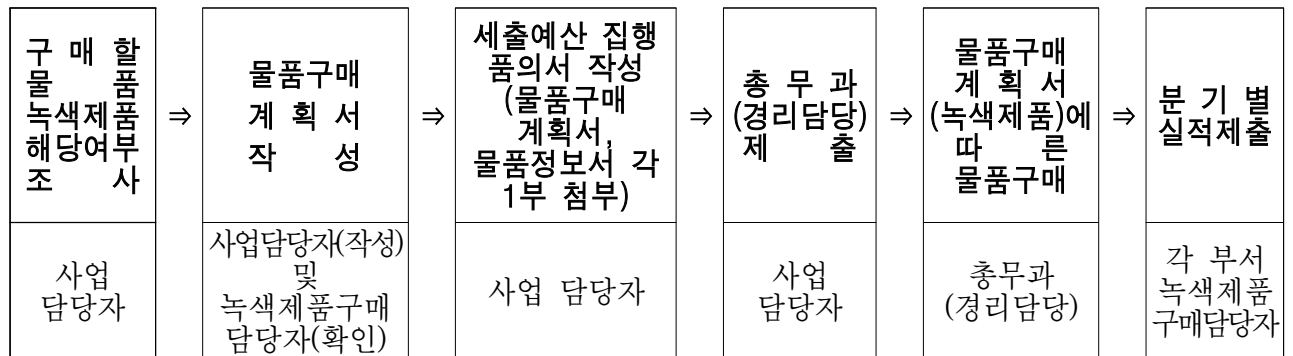 구 매 할
물 품
녹색제품
해당여부
조 사
사업
담당자
⇒
물품구매
계 획 서
작 성
사업담당자(작성)
및
녹색제품구매
담당자(확인)
⇒
세출예산 집행
품의서 작성
(물품구매
계획서,
물품정보서 각
1부 첨부)
사업 담당자
⇒
총 무 과
(경리담당)
제 출
사업
담당자
⇒
물품구매
계 획 서
(녹색제품)에
따 른
물품구매
총무과
(경리담당)
⇒
분 기 별
실적제출
각 부서
녹색제품
구매담당자